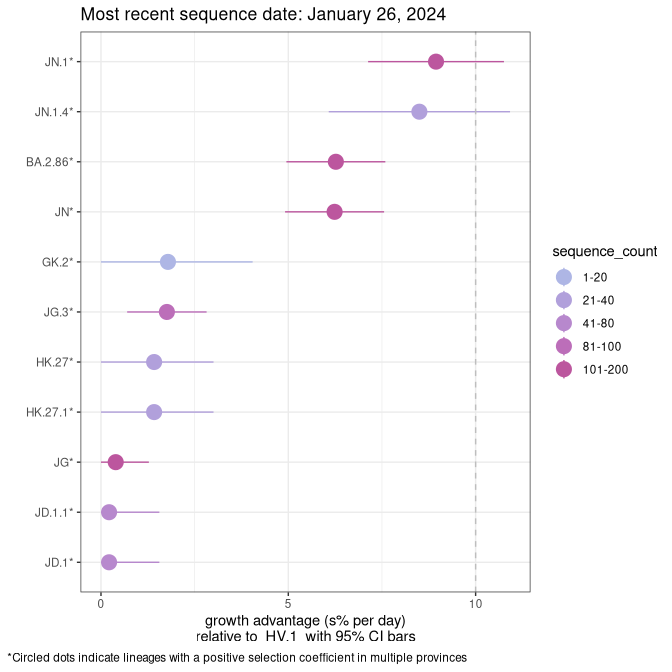 Most recent sequence date: January 26, 2024
JN.1*
JN.1.4*
BA.2.86*
JN*
GK.2*
JG.3*
HK.27*
HK.27.1*
JG*
JD.1.1*
JD.1*
0 5 10
growth advantage (s% per day)
relative to HV.1 with 95% CI bars
sequence_count
1-20
21-40
41-80
81-100
101-200
*Circled dots indicate lineages with a positive selection coefficient in multiple provinces